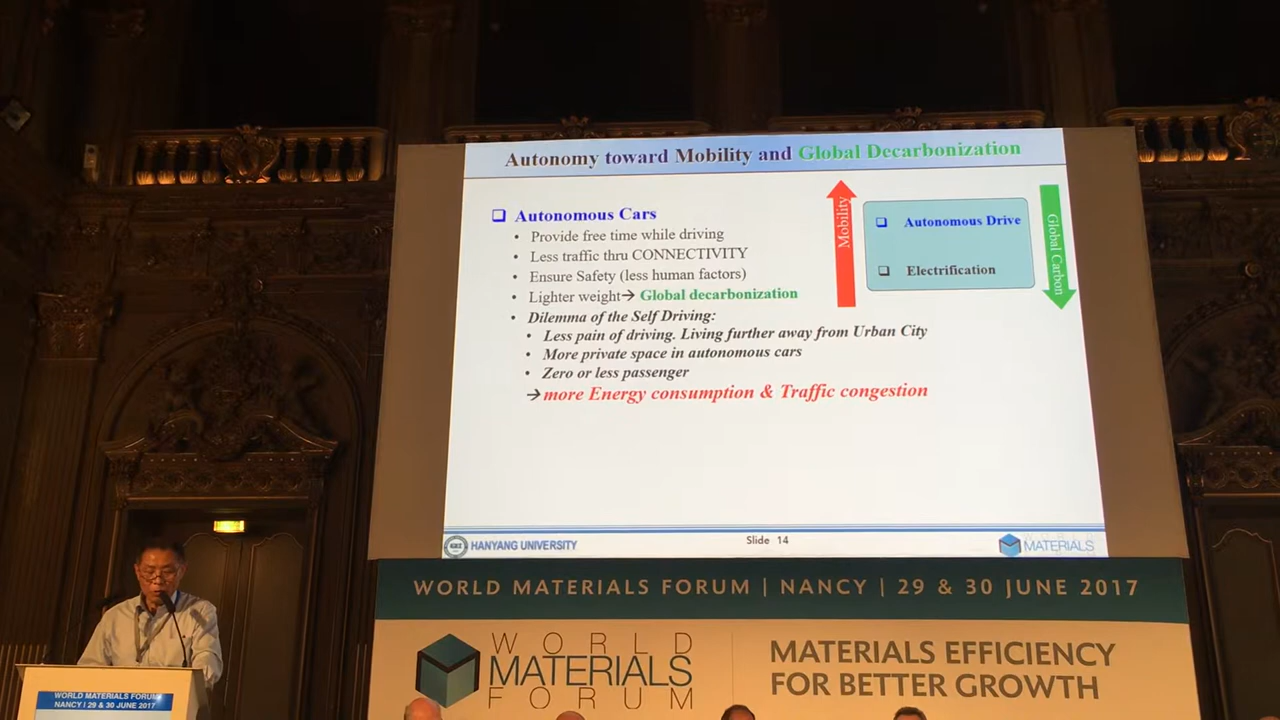 Autonomy toward Mobility and Global Decarbonization
❑ Autonomous Cars
• Provide free time while driving
• Less traffic thru CONNECTIVITY
• Ensure Safety (less human factors)
• Lighter weight→ Global decarbonization
• Dilemma of the Self Driving:
• Less pain of driving. Living further away from Urban City
• More private space in autonomous cars
• Zero or less passenger
→more Energy consumption & Traffic congestion
Mobility
❑ Autonomous Drive
❑ Electrification
Global Carbon
HANYANG UNIVERSITY
Slide 14
MATERIALS
WORLD MATERIALS FORUM | NANCY | 29 & 30 JUNE 2017
WORLD
MATERIALS
FORUM
MATERIALS EFFICIENCY
FOR BETTER GROWTH
WORLD MATERIALS FORUM
NANCY / 29 & 30 JUNE 2017